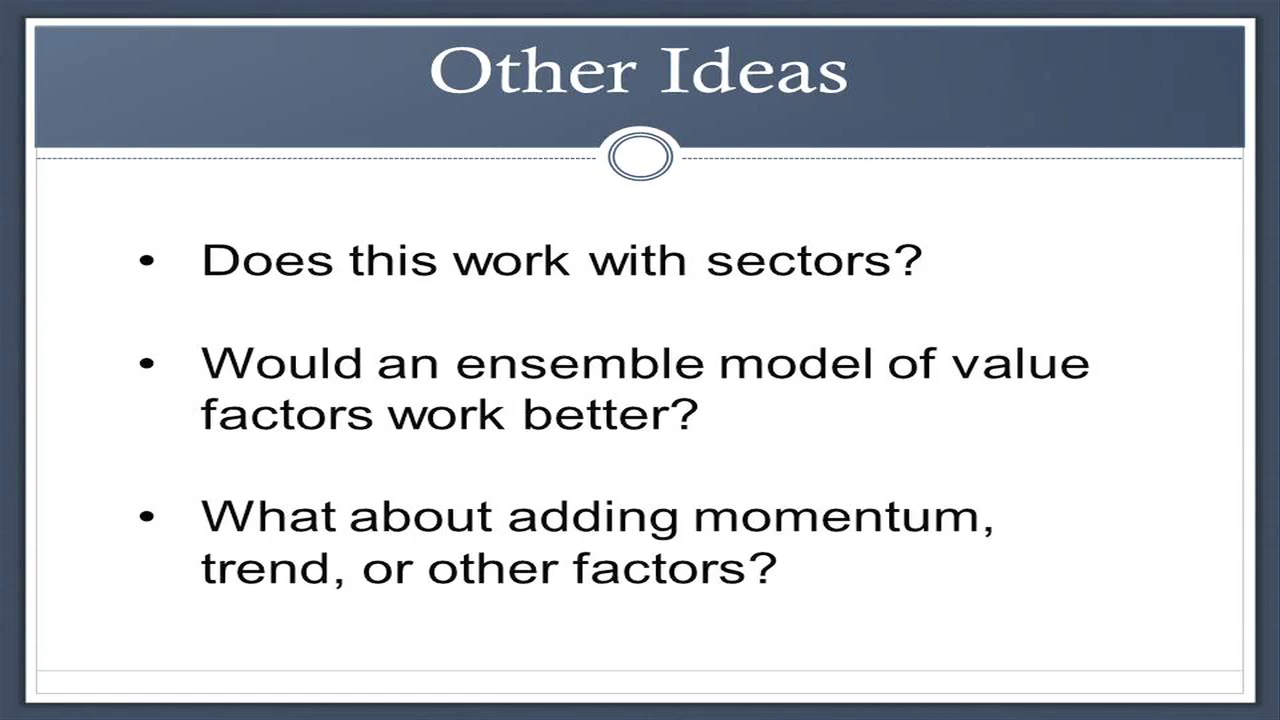 Other Ideas
• Does this work with sectors?
• Would an ensemble model of value
factors work better?
• What about adding momentum,
trend, or other factors?